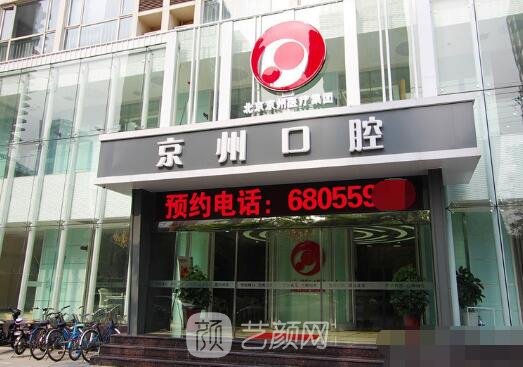 北京京州医疗集团
京州口腔
预约电话：680559
颜 艺颜网